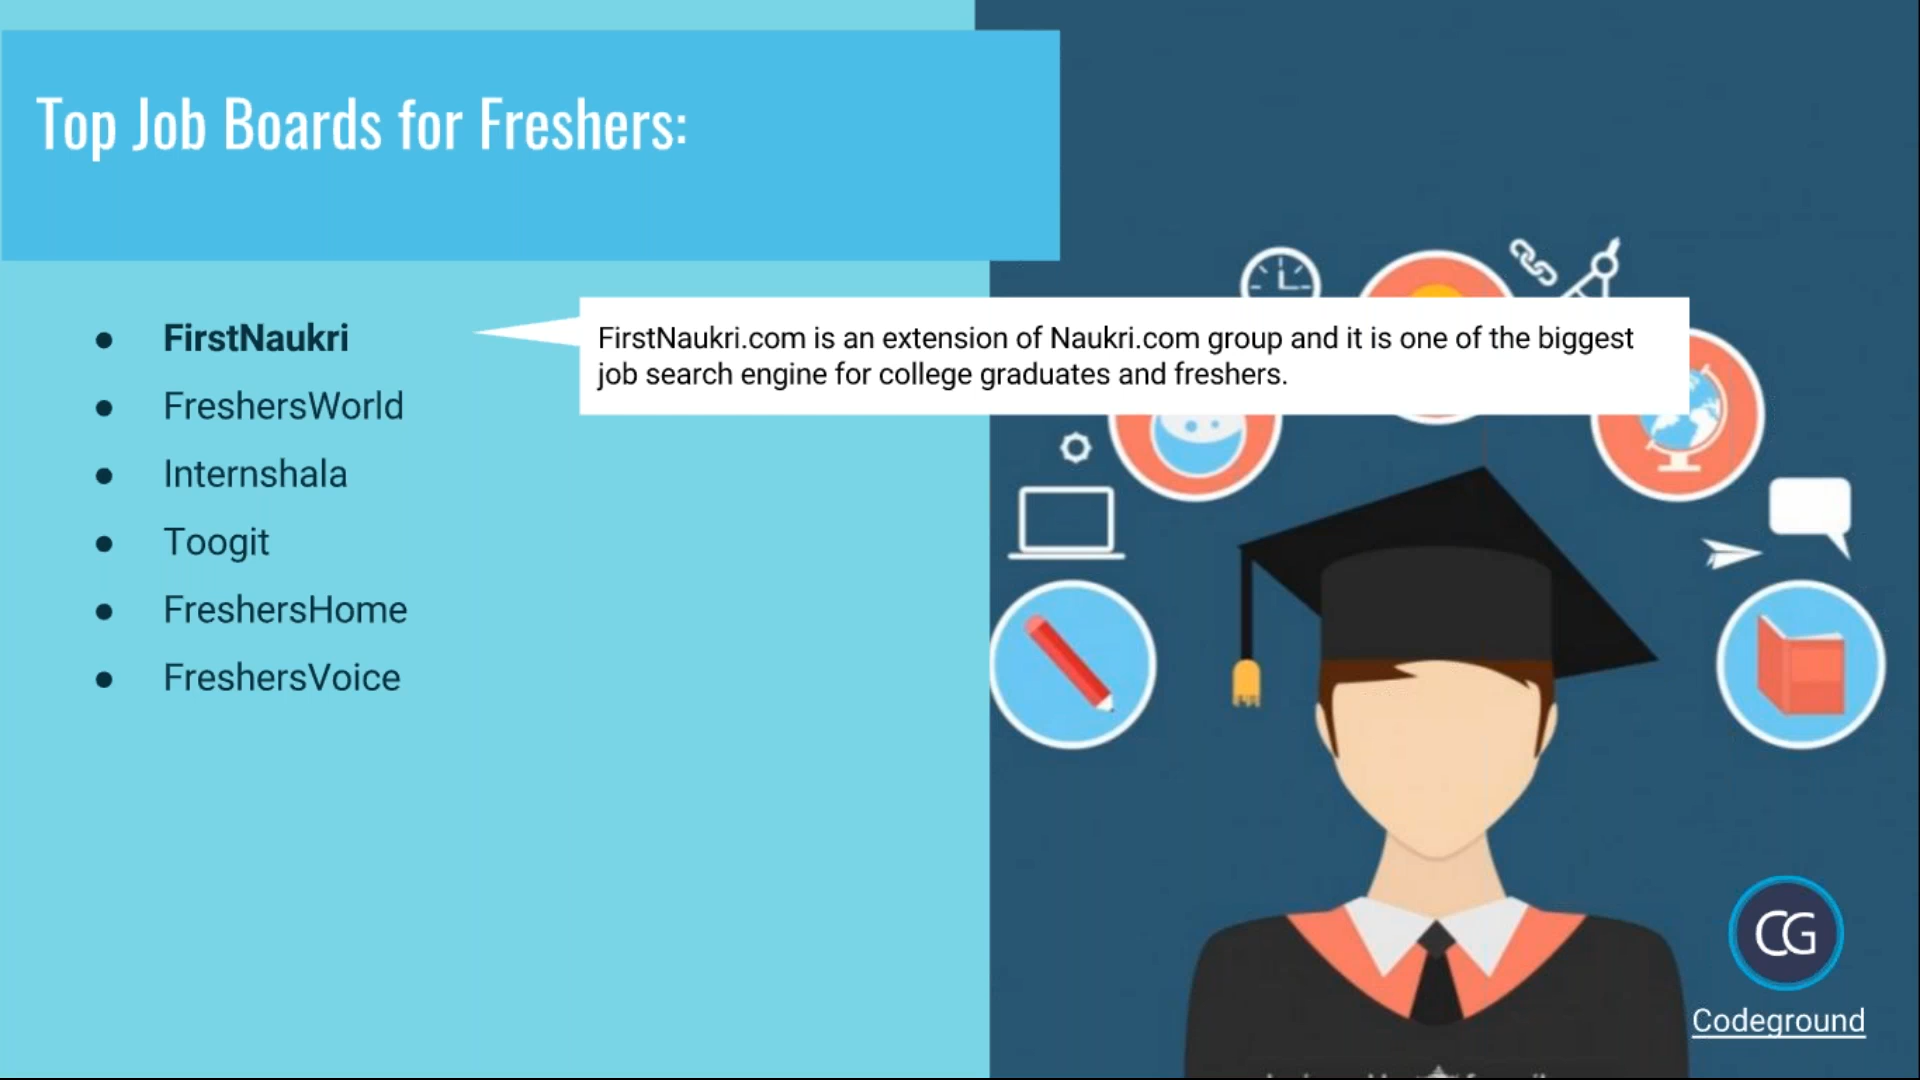 Top Job Boards for Freshers:
● FirstNaukri
FirstNaukri.com is an extension of Naukri.com group and it is one of the biggest
job search engine for college graduates and freshers.
● FreshersWorld
● Internshala
● Toogit
● FreshersHome
● FreshersVoice
CG
Codeground